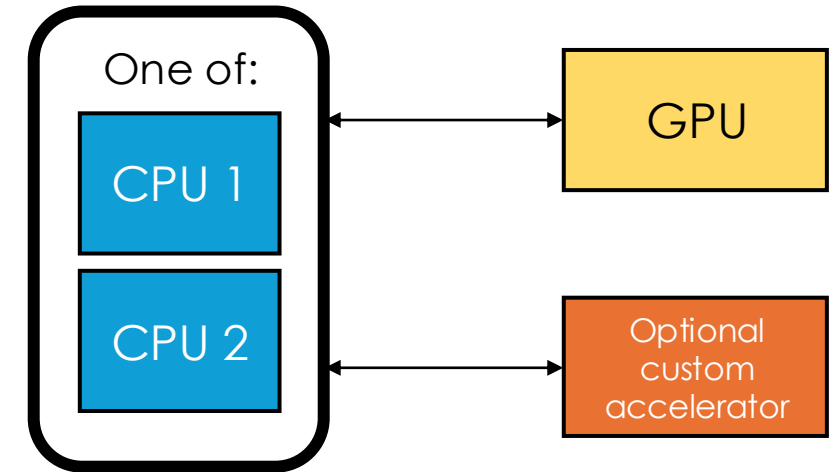 One of:
CPU 1
CPU 2
GPU
Optional
custom
accelerator